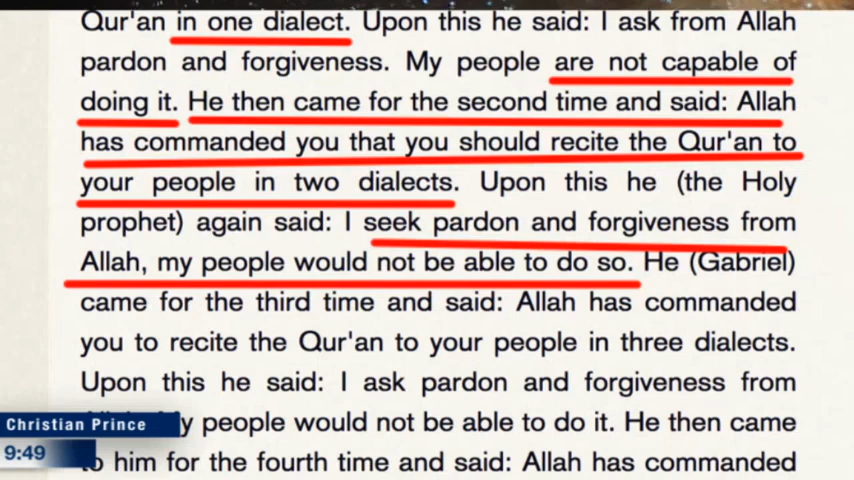 Qur'an in one dialect. Upon this he said: I ask from Allah
pardon and forgiveness. My people are not capable of
doing it. He then came for the second time and said: Allah
has commanded you that you should recite the Qur'an to
your people in two dialects. Upon this he (the Holy
prophet) again said: I seek pardon and forgiveness from
Allah, my people would not be able to do so. He (Gabriel)
came for the third time and said: Allah has commanded
you to recite the Qur'an to your people in three dialects.
Upon this he said: I ask pardon and forgiveness from
people would not be able to do it. He then came
him for the fourth time and said: Allah has commanded
Christian Prince
9:49